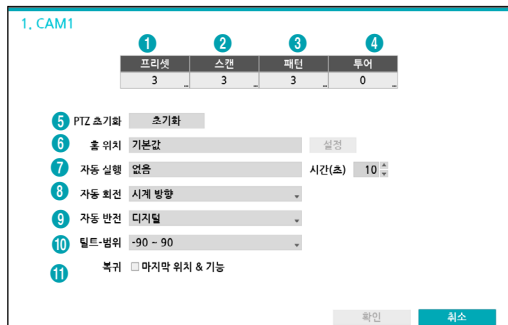 1. CAM1
1 2 3 4
프리셋 스캔 패턴 투어
3 ... 3 ... 3 ... 0 ...
5 PTZ 초기화 초기화
6 홈 위치 기본값 설정
7 자동 실행 없음 시간(초) 10
8 자동 회전 시계 방향
9 자동 반전 디지털
10 틸트-범위 -90 ~ 90
11 복귀 마지막 위치 & 기능
확인 취소